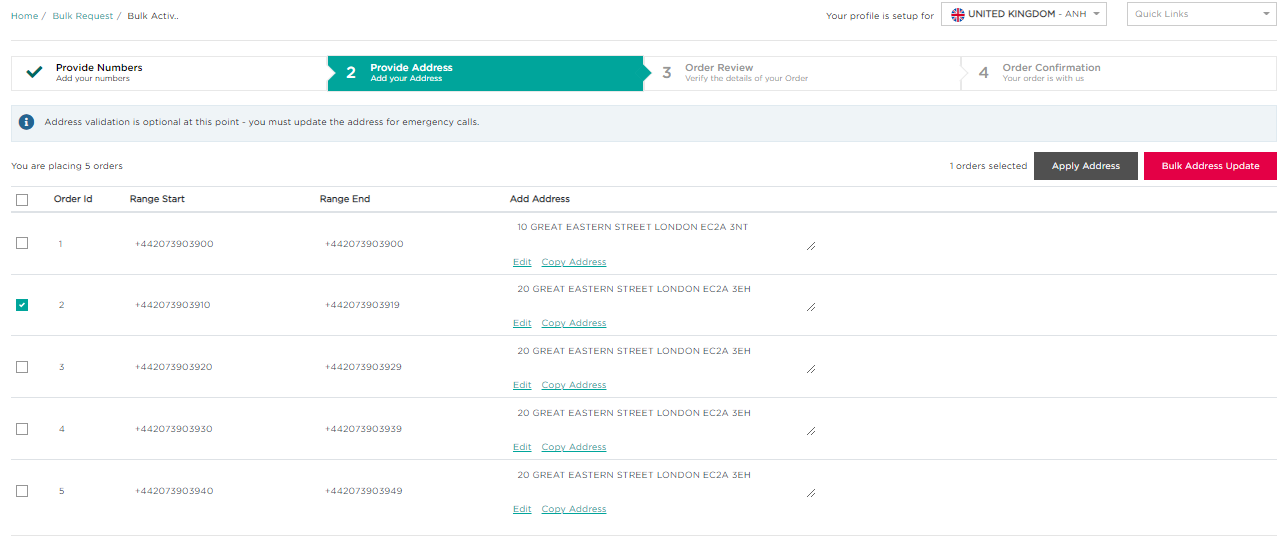 Home / Bulk Request / Bulk Activ..
Your profile is setup for UNITED KINGDOM - ANH Quick Links
Provide Numbers
Add your numbers
2 Provide Address
Add your Address
3 Order Review
Verify the details of your Order
4 Order Confirmation
Your order is with us
Address validation is optional at this point - you must update the address for emergency calls.
You are placing 5 orders
1 orders selected Apply Address Bulk Address Update
Order Id Range Start Range End Add Address
1 +442073903900 +442073903900 10 GREAT EASTERN STREET LONDON EC2A 3NT
Edit Copy Address
2 +442073903910 +442073903919 20 GREAT EASTERN STREET LONDON EC2A 3EH
Edit Copy Address
3 +442073903920 +442073903929 20 GREAT EASTERN STREET LONDON EC2A 3EH
Edit Copy Address
4 +442073903930 +442073903939 20 GREAT EASTERN STREET LONDON EC2A 3EH
Edit Copy Address
5 +442073903940 +442073903949 20 GREAT EASTERN STREET LONDON EC2A 3EH
Edit Copy Address